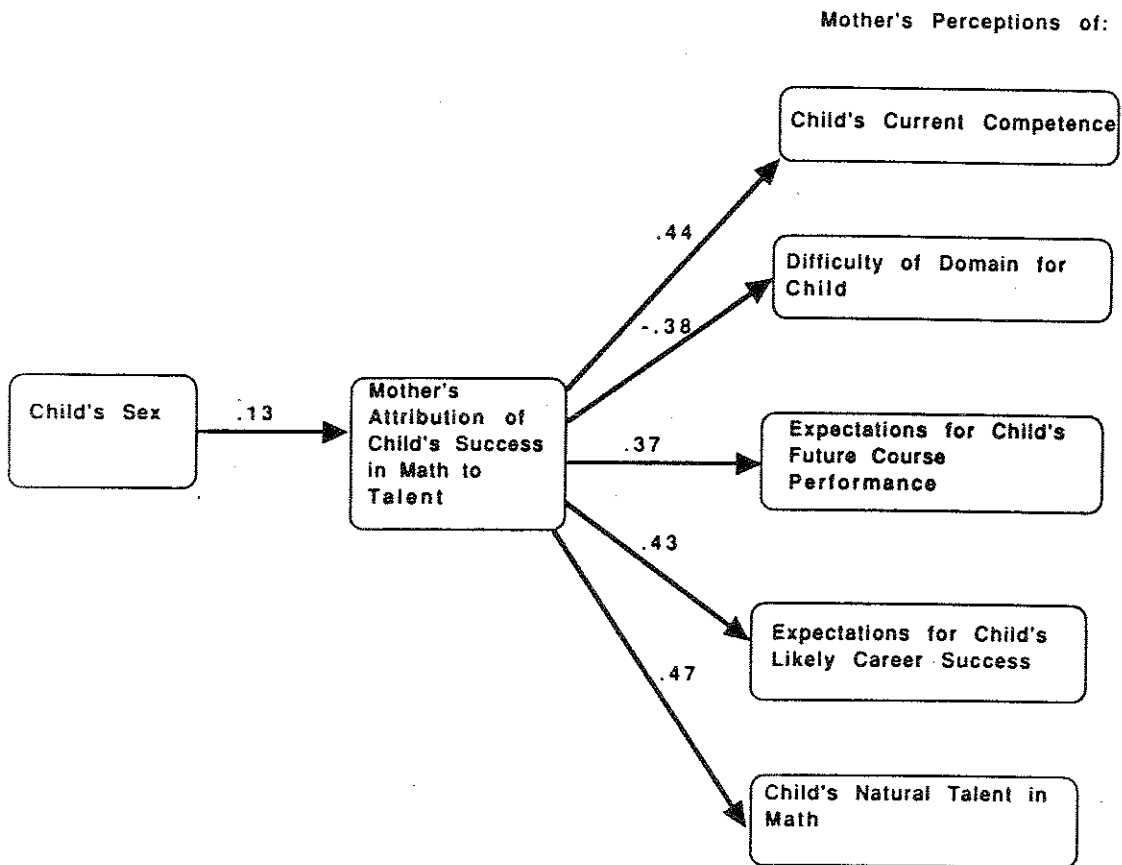 Mother's Perceptions of:
Child's Current Competence
.44
Difficulty of Domain for
Child
-.38
Child's Sex
.13
Mother's
Attribution of
Child's Success
in Math to
Talent
.37
Expectations for Child's
Future Course
Performance
.43
Expectations for Child's
Likely Career Success
.47
Child's Natural Talent in
Math